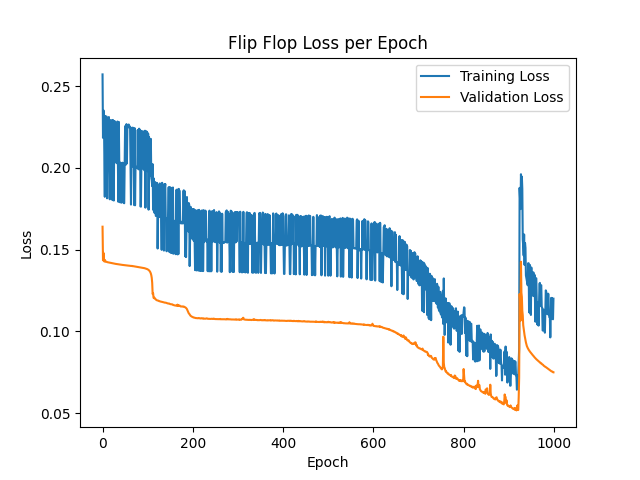 Flip Flop Loss per Epoch
Training Loss
Validation Loss
0.25
0.20
0.15
0.10
0.05
Loss
0
200
400
600
800
1000
Epoch